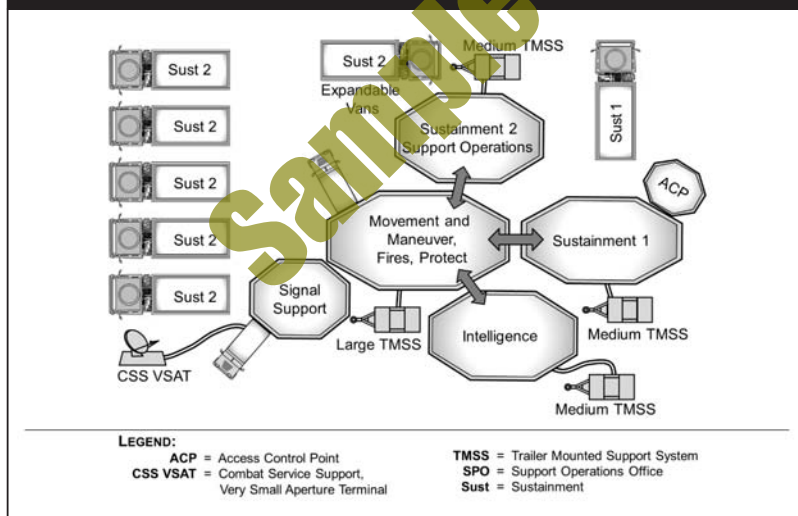 Sample
Sust 2
Sust 2
Sust 2
Sust 2
Sust 2
Sust 2
Expandable
Vans
Medium TMSS
Sustainment 2
Support Operations
Sust 1
ACP
Movement and
Maneuver,
Fires, Protect
Sustainment 1
Signal
Support
Large TMSS
Intelligence
Medium TMSS
CSS VSAT
Medium TMSS
LEGEND:
ACP = Access Control Point
CSS VSAT = Combat Service Support,
Very Small Aperture Terminal
TMSS = Trailer Mounted Support System
SPO = Support Operations Office
Sust = Sustainment